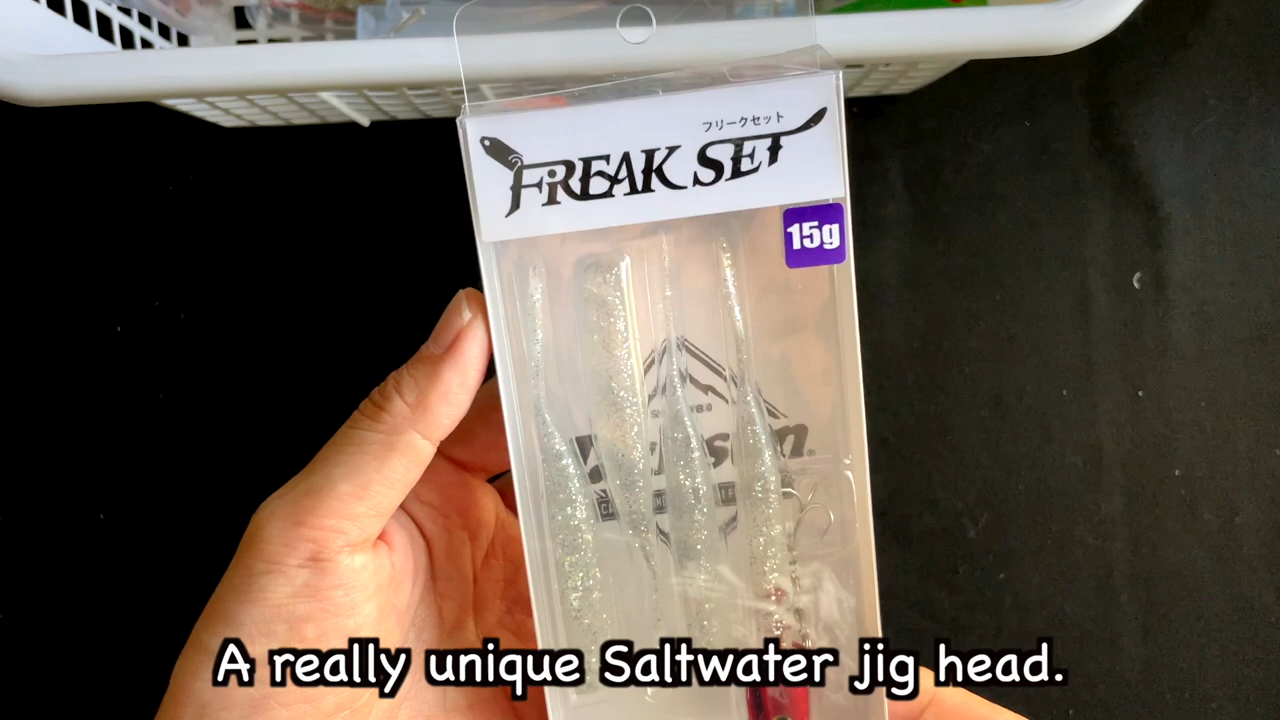 フリークセット
FREAK SET
15g
A really unique Saltwater jig head.